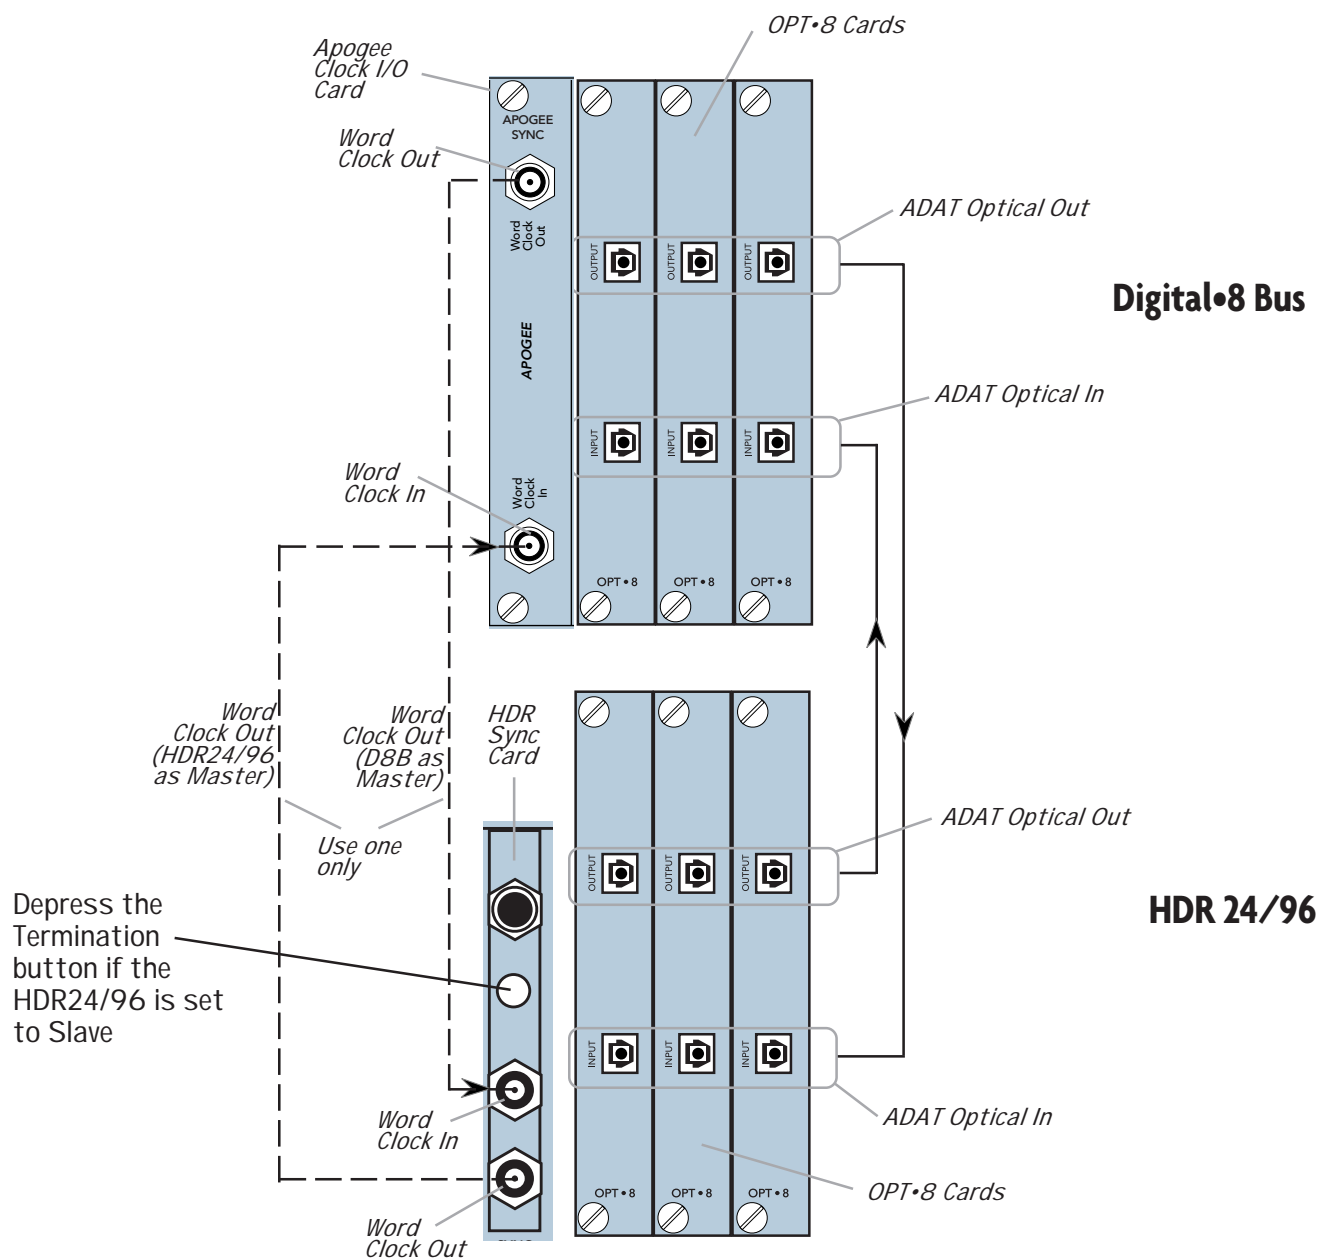 OPT•8 Cards
Apogee
Clock I/O
Card
APOGEE
SYNC
Word
Clock Out
Word
Clock
Out
ADAT Optical Out
OUTPUT
OUTPUT
OUTPUT
Digital•8 Bus
APOGEE
ADAT Optical In
INPUT
INPUT
INPUT
Word
Clock In
Word
Clock
In
OPT•8
OPT•8
OPT•8
Word
Clock Out
(HDR24/96
as Master)
Word
Clock Out
(D8B as
Master)
HDR
Sync
Card
Use one
only
ADAT Optical Out
OUTPUT
OUTPUT
OUTPUT
HDR 24/96
Depress the
Termination
button if the
HDR24/96 is set
to Slave
INPUT
INPUT
INPUT
Word
Clock In
ADAT Optical In
OPT•8 Cards
OPT•8
OPT•8
OPT•8
Word
Clock Out